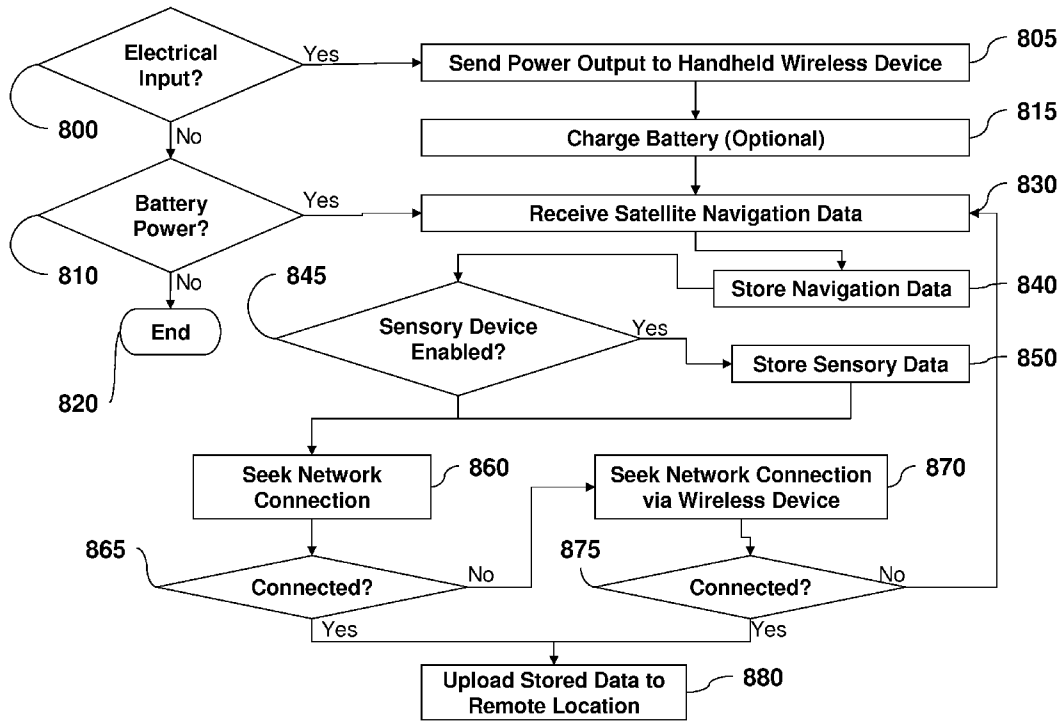 Electrical
Input?
Yes
Send Power Output to Handheld Wireless Device
805
800
No
Charge Battery (Optional)
815
Battery
Power?
Yes
Receive Satellite Navigation Data
830
810
No
845
Store Navigation Data
840
End
Sensory Device
Enabled?
Yes
Store Sensory Data
850
820
Seek Network
Connection
860
Seek Network Connection
via Wireless Device
870
865
Connected?
No
875
Connected?
No
Yes
Yes
Upload Stored Data to
Remote Location
880